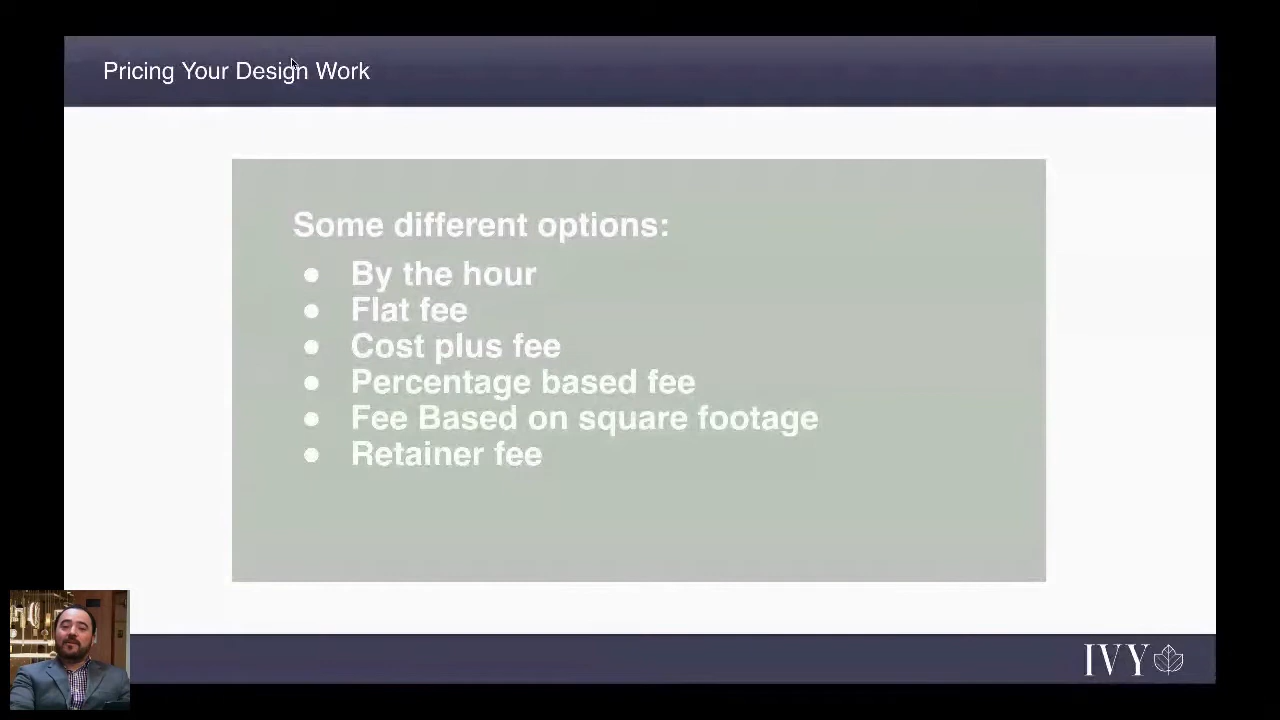 Pricing Your Design Work
Some different options:
● By the hour
● Flat fee
● Cost plus fee
● Percentage based fee
● Fee Based on square footage
● Retainer fee
IVY